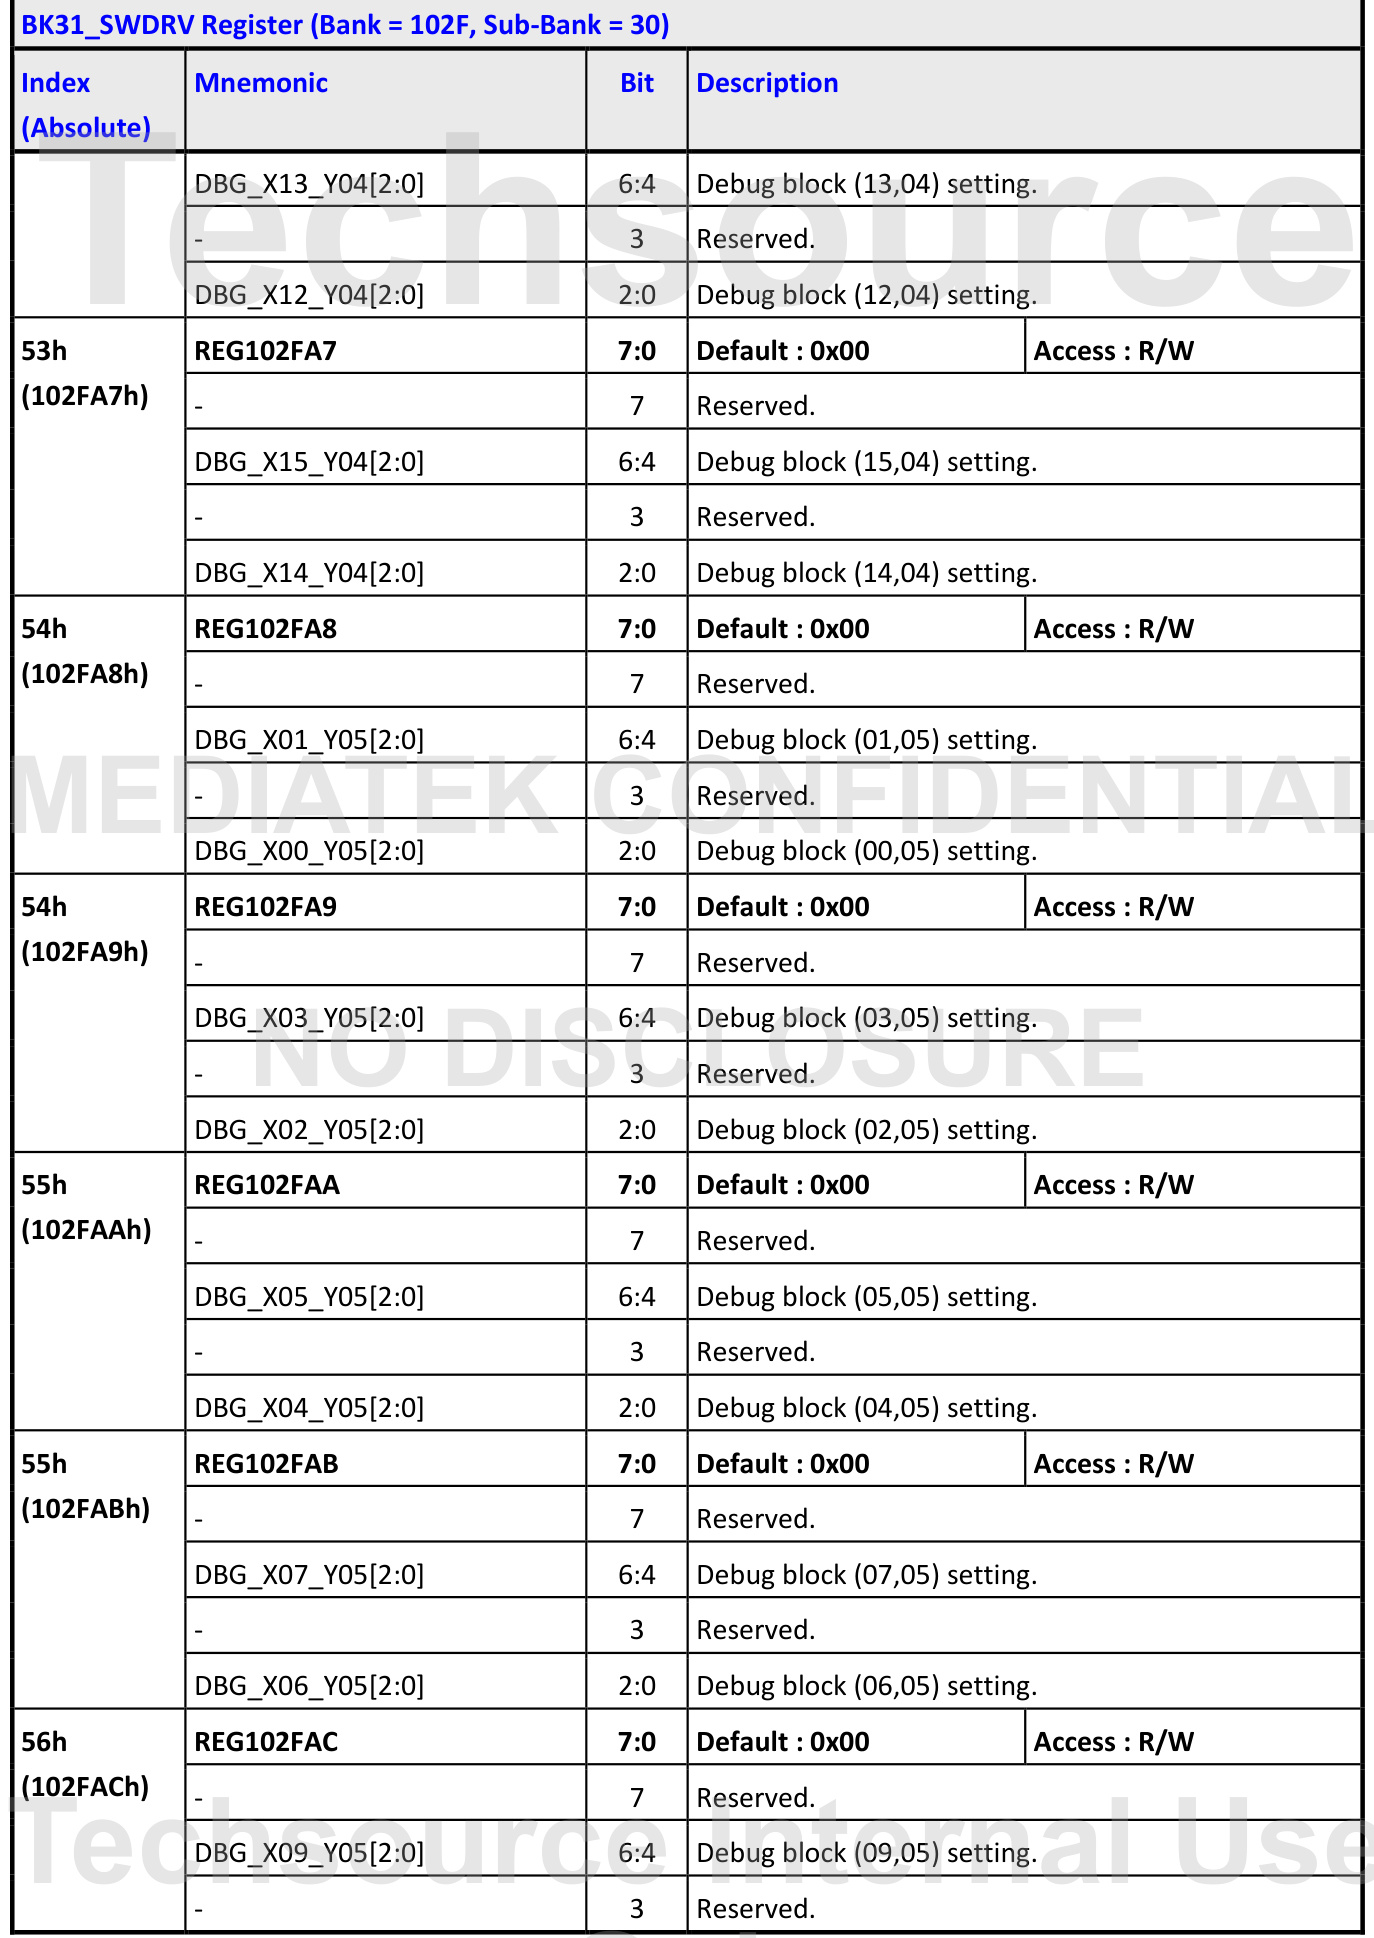 BK31_SWDRV Register (Bank = 102F, Sub-Bank = 30)
Index (Absolute) Mnemonic Bit Description
DBG_X13_Y04[2:0] 6:4 Debug block (13,04) setting.
- 3 Reserved.
DBG_X12_Y04[2:0] 2:0 Debug block (12,04) setting.
53h REG102FA7 7:0 Default : 0x00 Access : R/W
(102FA7h)
- 7 Reserved.
DBG_X15_Y04[2:0] 6:4 Debug block (15,04) setting.
- 3 Reserved.
DBG_X14_Y04[2:0] 2:0 Debug block (14,04) setting.
54h REG102FA8 7:0 Default : 0x00 Access : R/W
(102FA8h)
- 7 Reserved.
DBG_X01_Y05[2:0] 6:4 Debug block (01,05) setting.
- 3 Reserved.
DBG_X00_Y05[2:0] 2:0 Debug block (00,05) setting.
54h REG102FA9 7:0 Default : 0x00 Access : R/W
(102FA9h)
- 7 Reserved.
DBG_X03_Y05[2:0] 6:4 Debug block (03,05) setting.
- 3 Reserved.
DBG_X02_Y05[2:0] 2:0 Debug block (02,05) setting.
55h REG102FAA 7:0 Default : 0x00 Access : R/W
(102FAAh)
- 7 Reserved.
DBG_X05_Y05[2:0] 6:4 Debug block (05,05) setting.
- 3 Reserved.
DBG_X04_Y05[2:0] 2:0 Debug block (04,05) setting.
55h REG102FAB 7:0 Default : 0x00 Access : R/W
(102FABh)
- 7 Reserved.
DBG_X07_Y05[2:0] 6:4 Debug block (07,05) setting.
- 3 Reserved.
DBG_X06_Y05[2:0] 2:0 Debug block (06,05) setting.
56h REG102FAC 7:0 Default : 0x00 Access : R/W
(102FACh)
- 7 Reserved.
DBG_X09_Y05[2:0] 6:4 Debug block (09,05) setting.
- 3 Reserved.
Techsource
MEDIATEK CONFIDENTIAL
NO DISCLOSURE
Techsource Internal Use